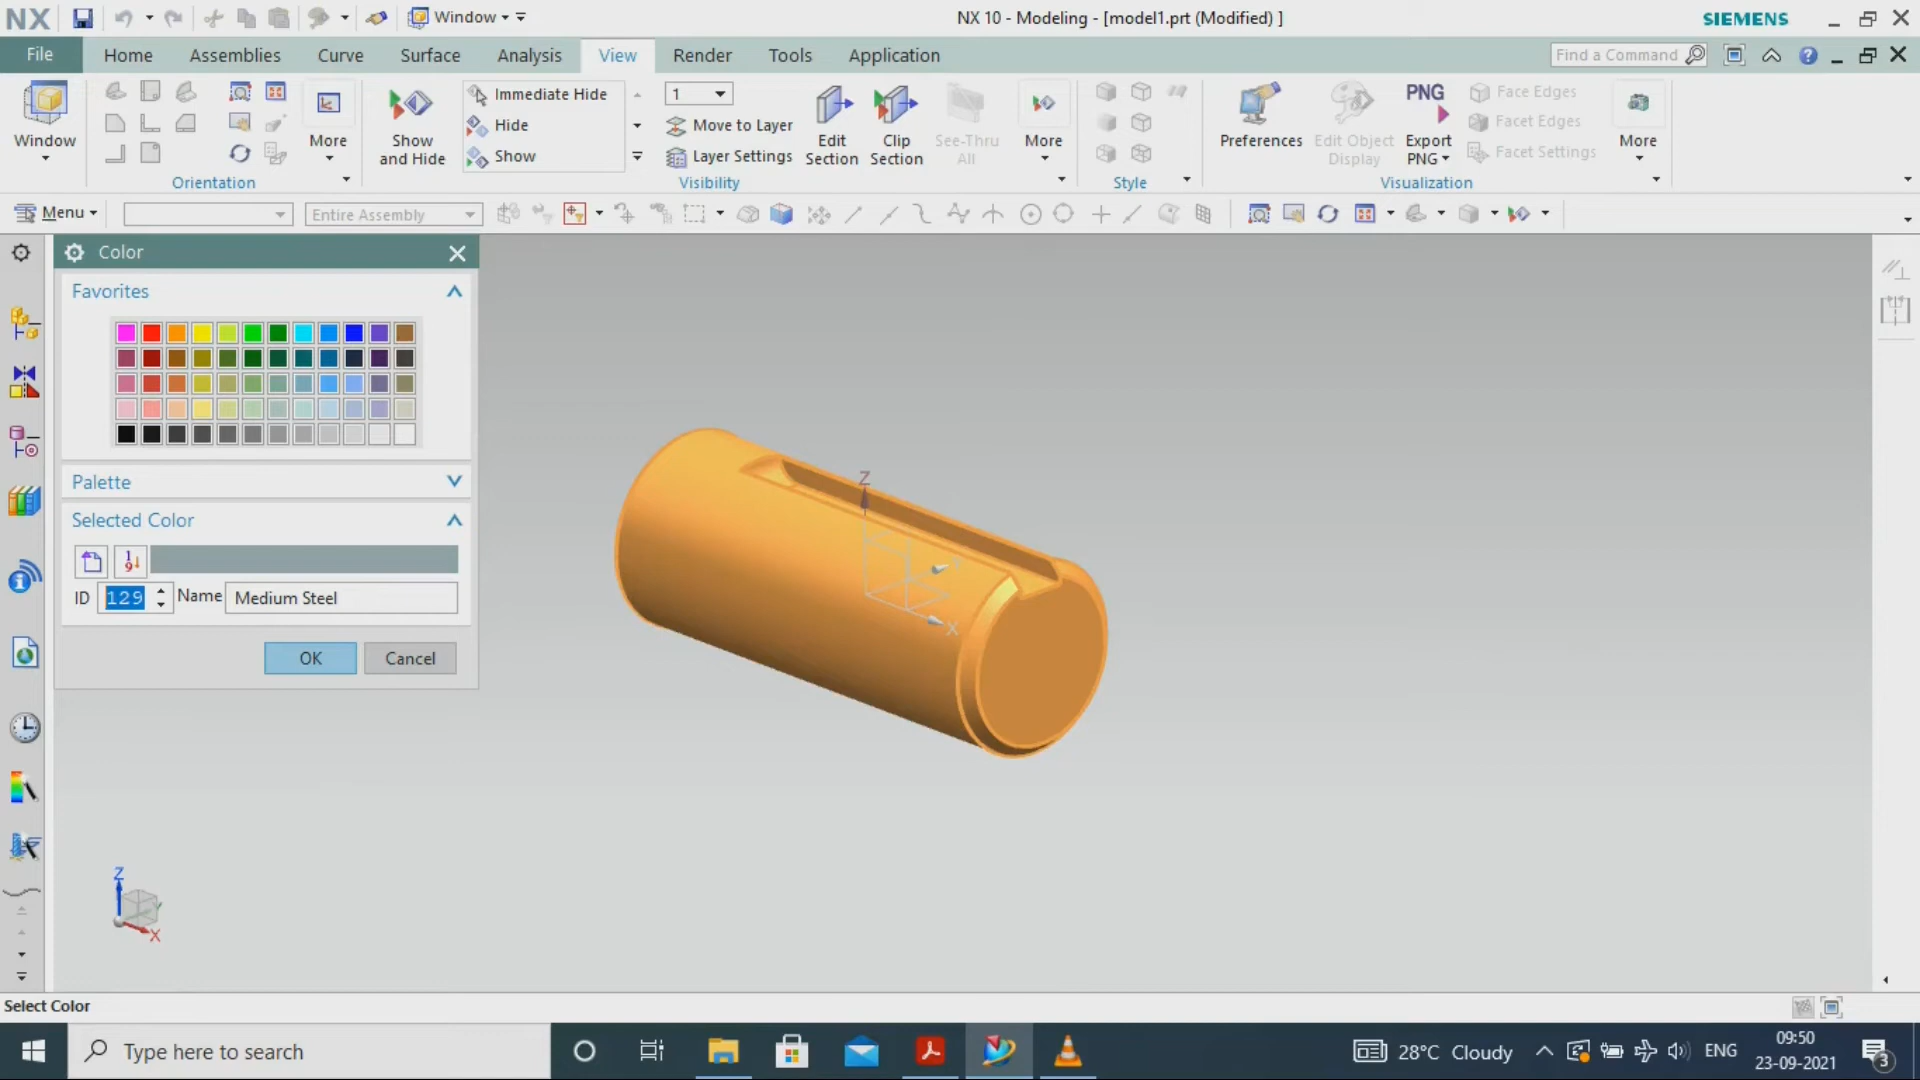 NX
Window
NX 10 - Modeling - [model1.prt (Modified) ]
SIEMENS
File
Home
Assemblies
Curve
Surface
Analysis
View
Render
Tools
Application
Find a Command
Window
More
Orientation
Show
and Hide
Immediate Hide
Hide
Show
1
Move to Layer
Layer Settings
Visibility
Edit
Section
Clip
Section
See-Thru
All
More
Style
Preferences
Edit Object
Display
PNG
Export
PNG
Face Edges
Facet Edges
Facet Settings
Visualization
More
Menu
Entire Assembly
Color
Favorites
Palette
Selected Color
ID
129
Name
Medium Steel
OK
Cancel
Z
X
Z
X
Select Color
Type here to search
28°C Cloudy
ENG
09:50
23-09-2021
3